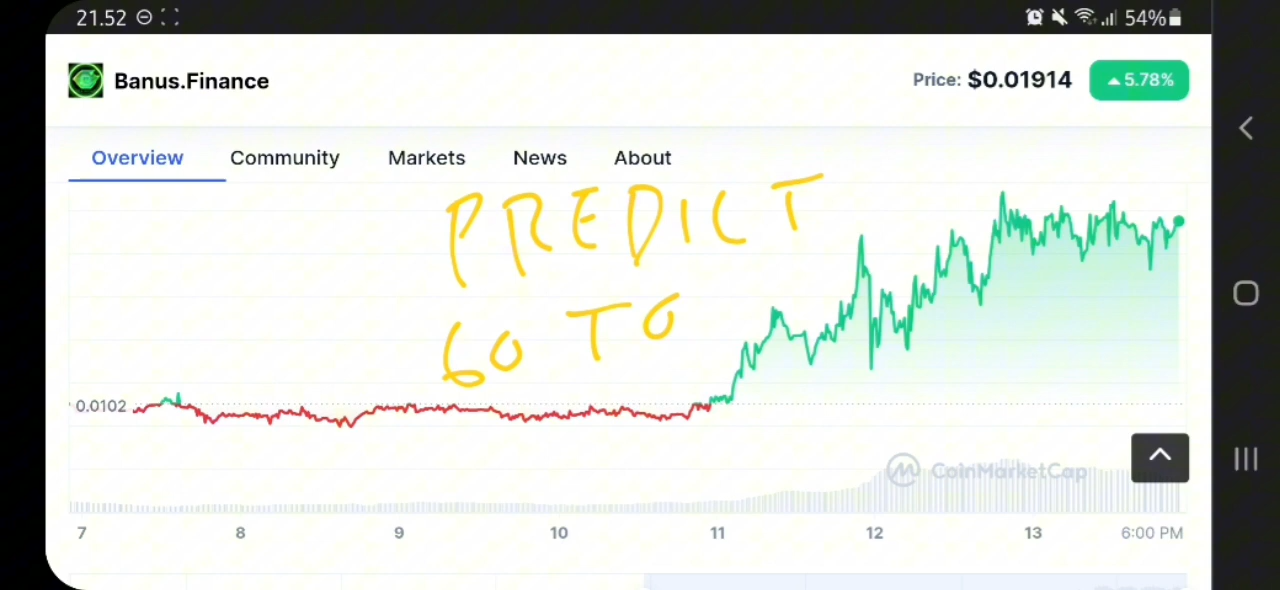 21.52 54%
Banus.Finance Price: $0.01914 5.78%
Overview Community Markets News About
PREDICT
GO TO
0.0102
CoinMarketCap
7 8 9 10 11 12 13 6:00 PM